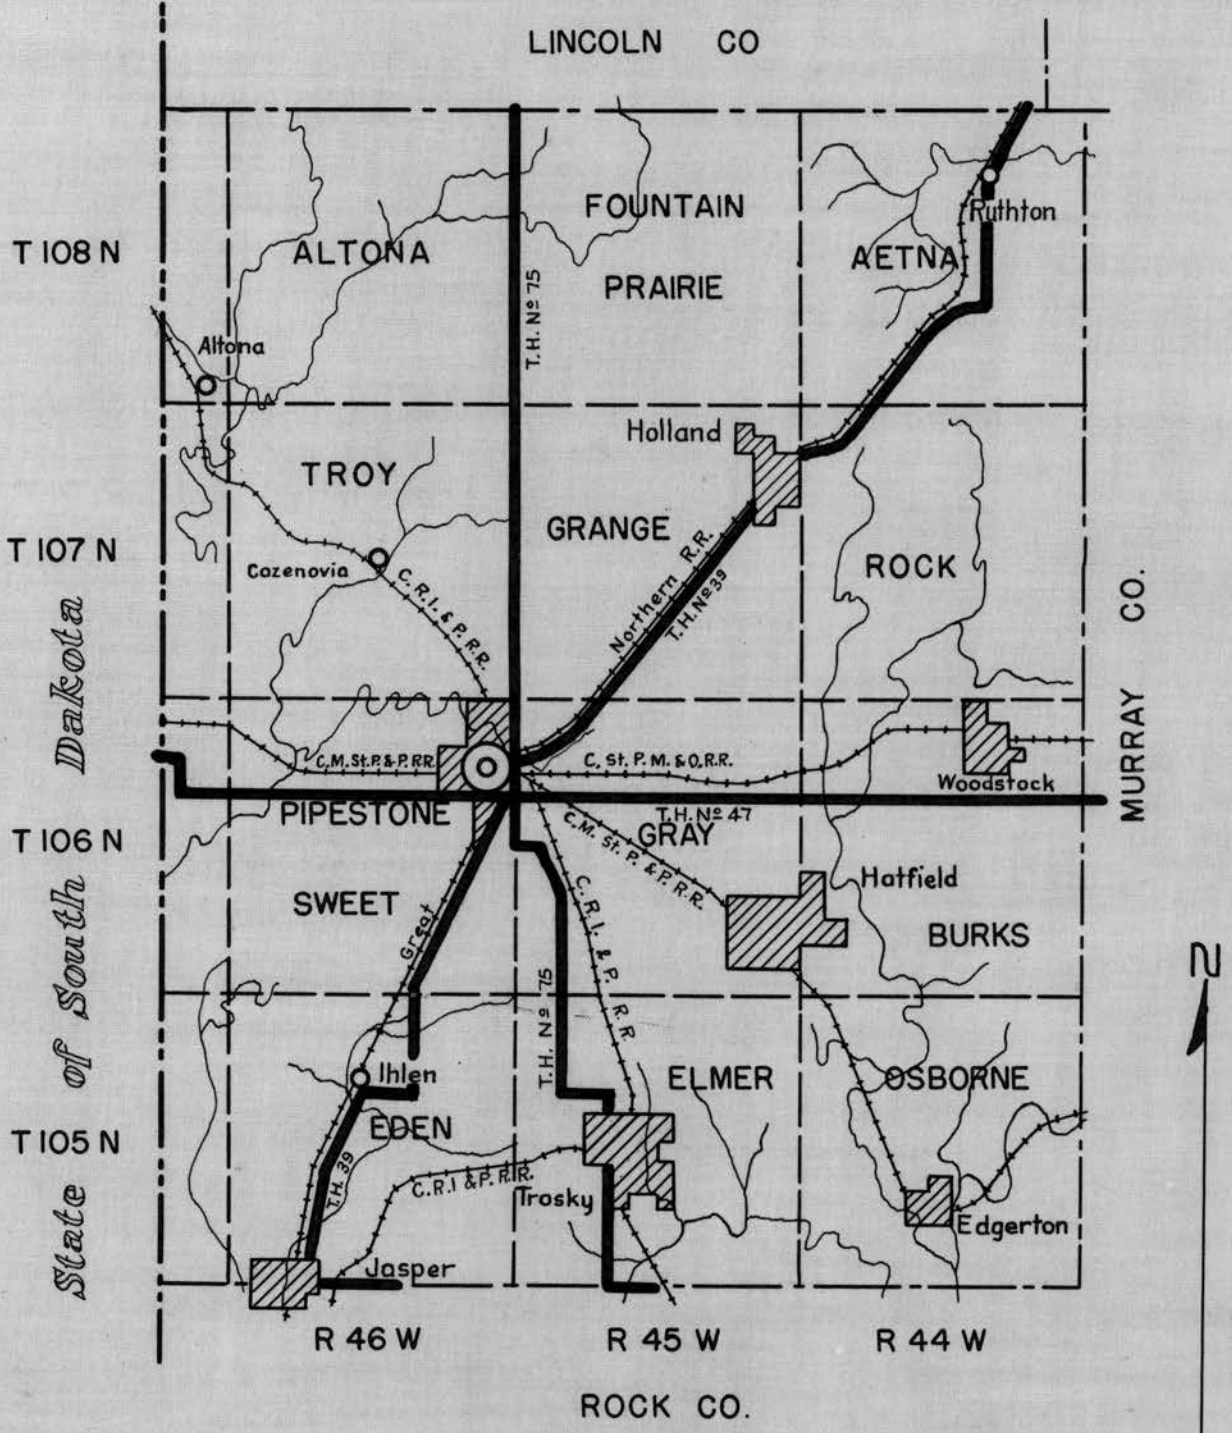 LINCOLN CO
T 108 N
ALTONA
FOUNTAIN
PRAIRIE
AETNA
Ruthton
T.H. Nº 75
Altona
Holland
TROY
GRANGE
ROCK
T 107 N
Cazenovia
C.R.I. & P. R.R.
Northern R.R.
T.H. Nº 39
State of South Dakota
MURRAY CO.
C.M. St. P. & P. R.R.
C. St. P. M. & O. R.R.
Woodstock
PIPESTONE
T.H. Nº 47
GRAY
T 106 N
C.M. St. P. & P. R.R.
Hatfield
SWEET
Great
C.R.I. & P. R.R.
BURKS
N
T.H. Nº 75
Ihlen
ELMER
OSBORNE
T 105 N
EDEN
T.H. 39
C.R.I & P. R.R.
Trosky
Edgerton
Jasper
R 46 W
R 45 W
R 44 W
ROCK CO.